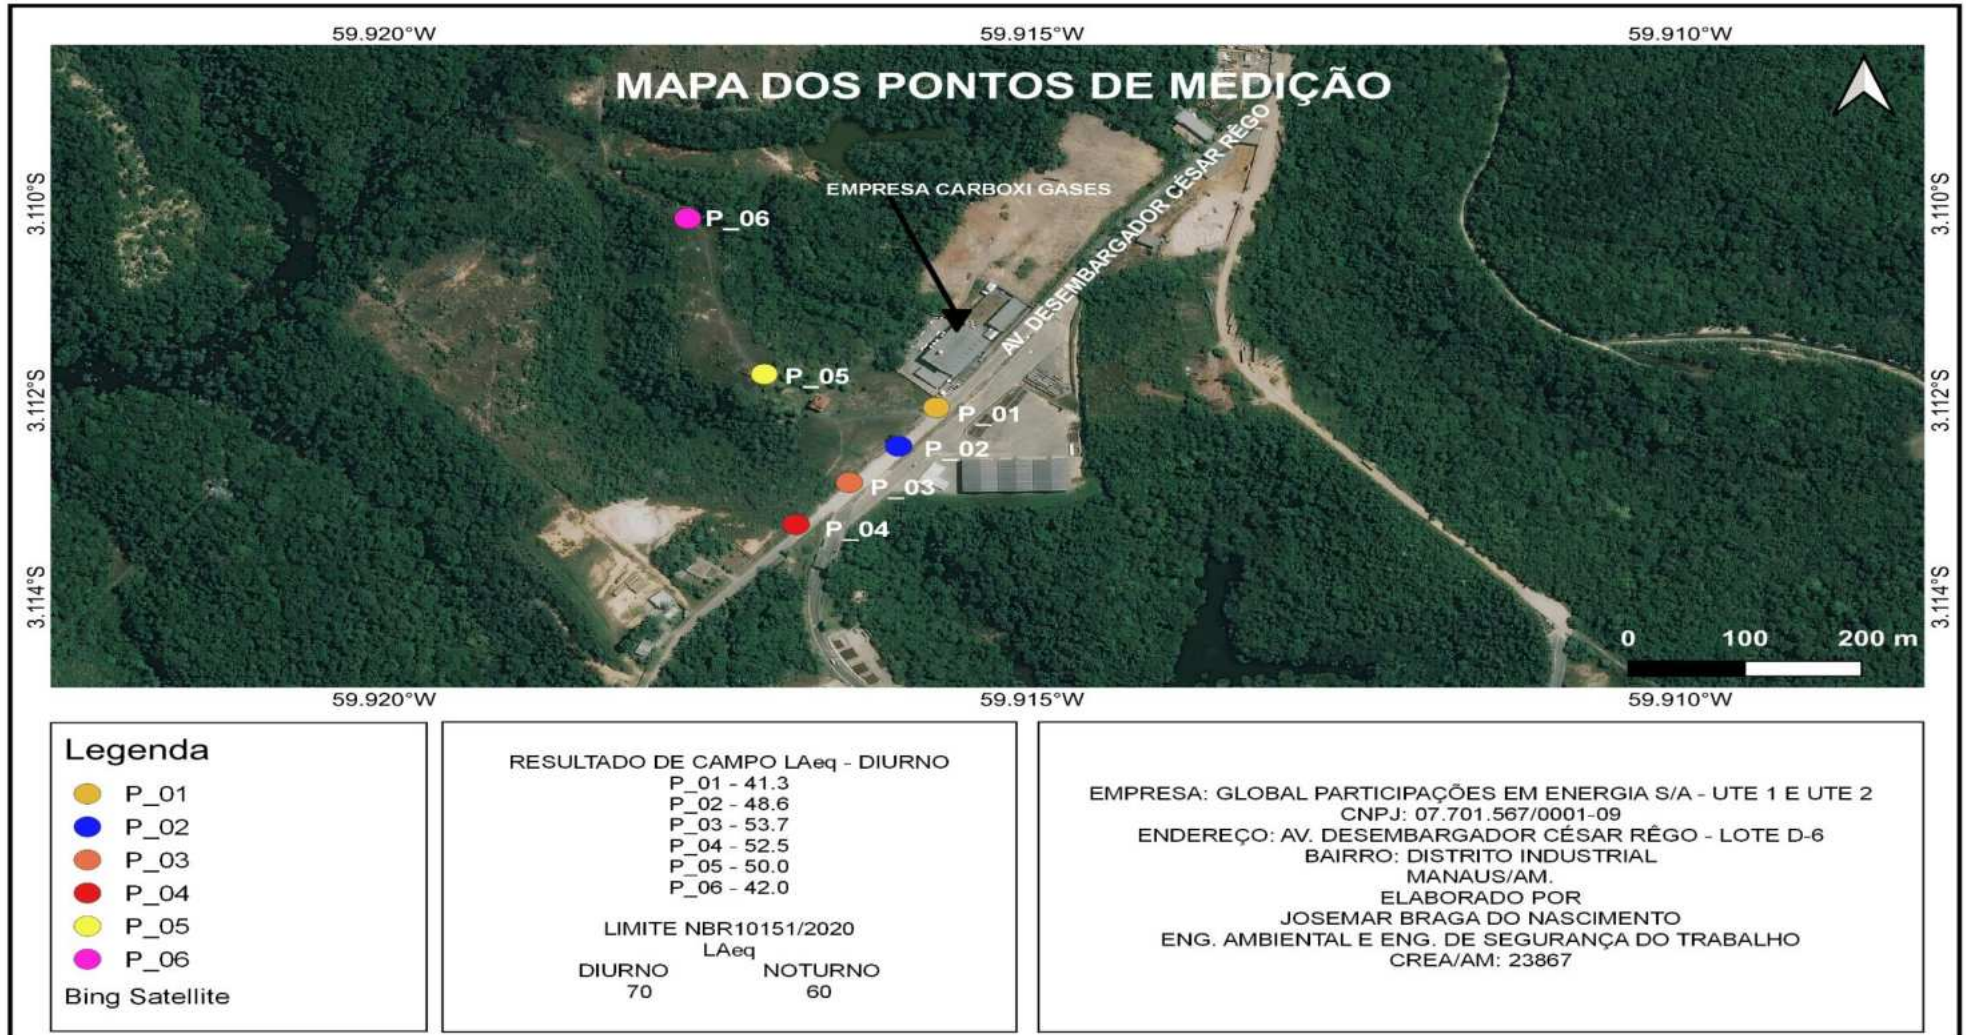 59.920°W 59.915°W 59.910°W
MAPA DOS PONTOS DE MEDIÇÃO
3.110°S
3.110°S
EMPRESA CARBOXI GASES
AV. DESEMBARGADOR CÉSAR RÊGO
P_06
P_05
3.112°S
3.112°S
P_01
P_02
P_03
P_04
3.114°S
3.114°S
0 100 200 m
59.920°W 59.915°W 59.910°W
Legenda
P_01
P_02
P_03
P_04
P_05
P_06
Bing Satellite
RESULTADO DE CAMPO LAeq - DIURNO
P_01 - 41.3
P_02 - 48.6
P_03 - 53.7
P_04 - 52.5
P_05 - 50.0
P_06 - 42.0
LIMITE NBR10151/2020
LAeq
DIURNO NOTURNO
70 60
EMPRESA: GLOBAL PARTICIPAÇÕES EM ENERGIA S/A - UTE 1 E UTE 2
CNPJ: 07.701.567/0001-09
ENDEREÇO: AV. DESEMBARGADOR CÉSAR RÊGO - LOTE D-6
BAIRRO: DISTRITO INDUSTRIAL
MANAUS/AM.
ELABORADO POR
JOSEMAR BRAGA DO NASCIMENTO
ENG. AMBIENTAL E ENG. DE SEGURANÇA DO TRABALHO
CREA/AM: 23867